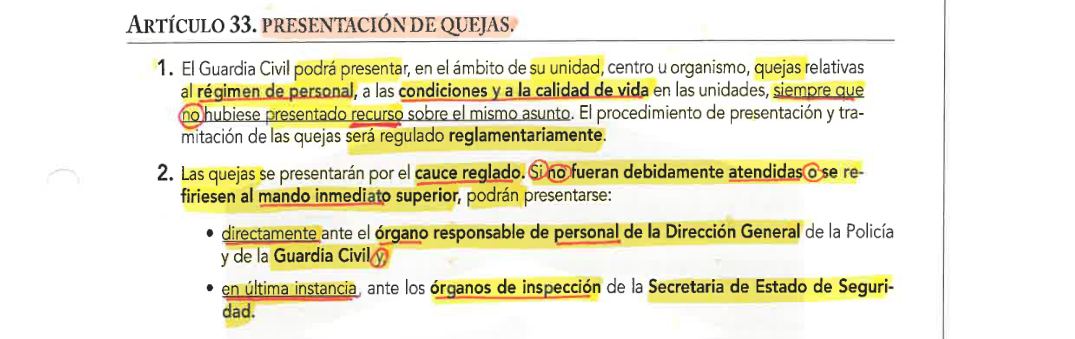 ARTÍCULO 33. PRESENTACIÓN DE QUEJAS.
1. El Guardia Civil podrá presentar, en el ámbito de su unidad, centro u organismo, quejas relativas
al régimen de personal, a las condiciones y a la calidad de vida en las unidades, siempre que
no hubiese presentado recurso sobre el mismo asunto. El procedimiento de presentación y tra-
mitación de las quejas será regulado reglamentariamente.
2. Las quejas se presentarán por el cauce reglado. Si no fueran debidamente atendidas o se re-
firiesen al mando inmediato superior, podrán presentarse:
• directamente ante el órgano responsable de personal de la Dirección General de la Policía
y de la Guardia Civil y,
• en última instancia, ante los órganos de inspección de la Secretaria de Estado de Seguri-
dad.